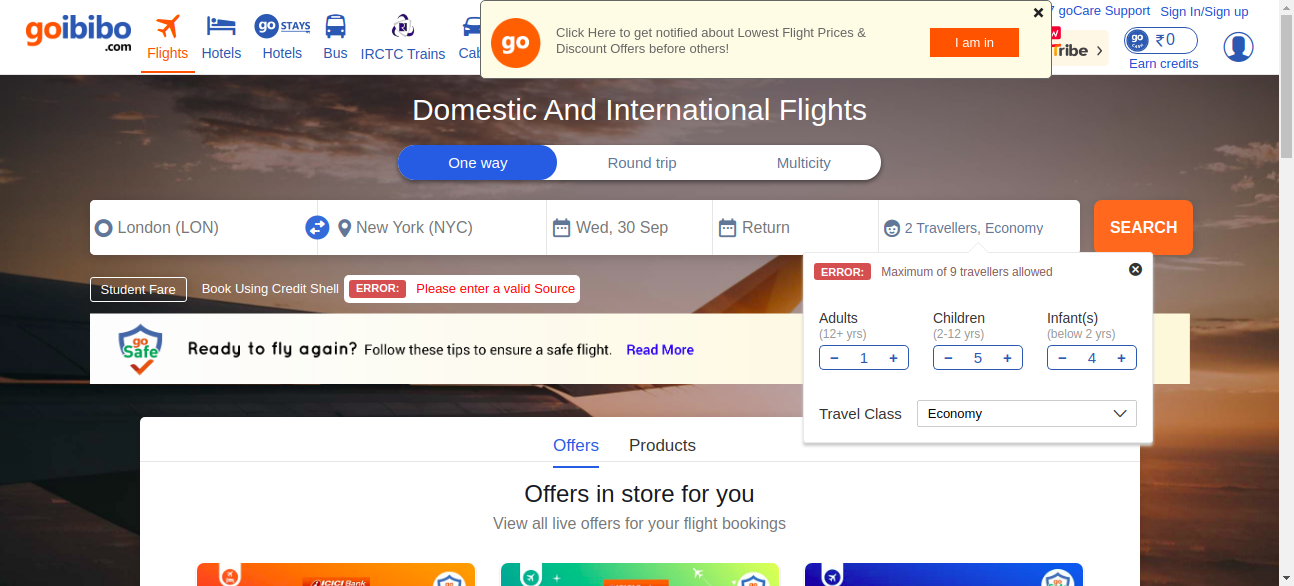 goibibo
.com
Flights
Hotels
go STAYS
Hotels
Bus
IRCTC Trains
Cab
go
Click Here to get notified about Lowest Flight Prices &
Discount Offers before others!
I am in
goCare Support
Sign In/Sign up
Tribe
go
₹0
Earn credits
Domestic And International Flights
One way
Round trip
Multicity
London (LON)
New York (NYC)
Wed, 30 Sep
Return
2 Travellers, Economy
SEARCH
Student Fare
Book Using Credit Shell
ERROR: Please enter a valid Source
ERROR: Maximum of 9 travellers allowed
Adults
(12+ yrs)
- 1 +
Children
(2-12 yrs)
- 5 +
Infant(s)
(below 2 yrs)
- 4 +
Travel Class
Economy
go
Safe
Ready to fly again? Follow these tips to ensure a safe flight. Read More
Offers
Products
Offers in store for you
View all live offers for your flight bookings
ICICI Bank